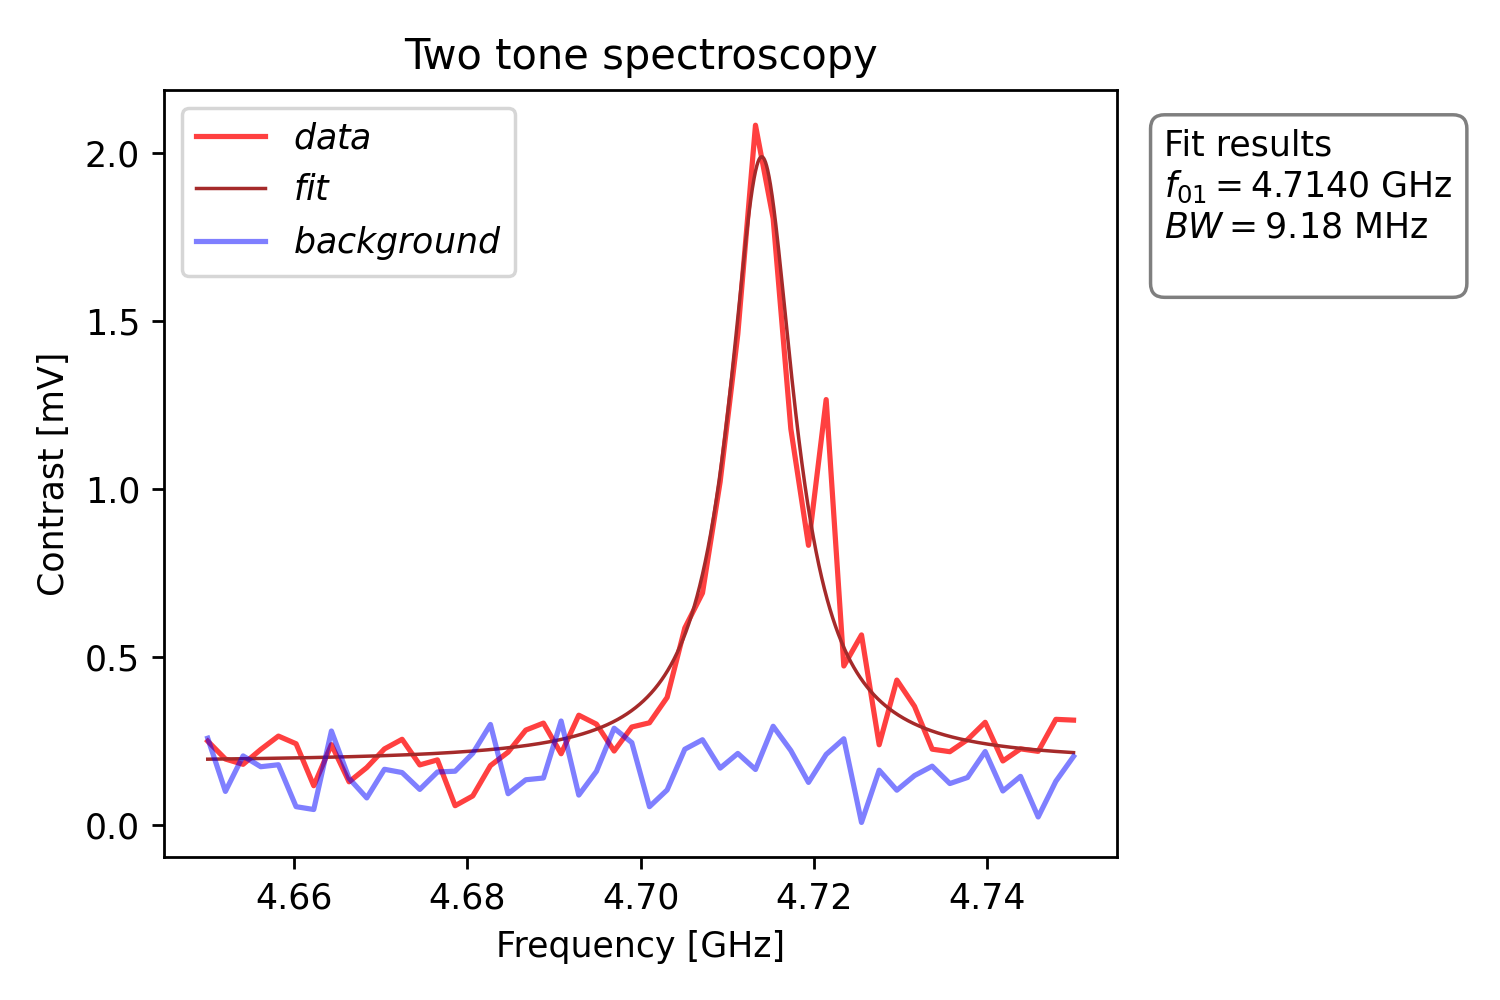 Two tone spectroscopy
data
fit
background
Fit results
f01 = 4.7140 GHz
BW = 9.18 MHz
Contrast [mV]
2.0
1.5
1.0
0.5
0.0
4.66 4.68 4.70 4.72 4.74
Frequency [GHz]